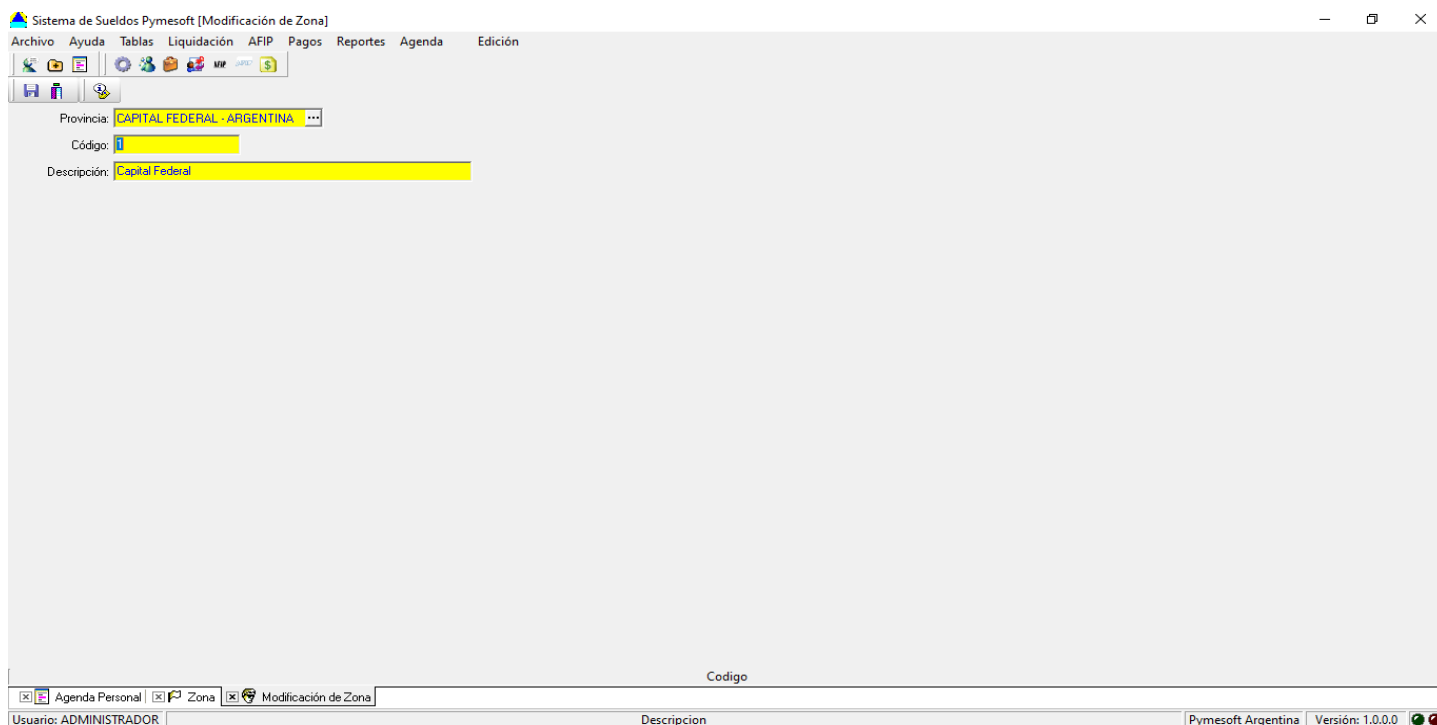 Sistema de Sueldos Pymesoft [Modificación de Zona]
Archivo Ayuda Tablas Liquidación AFIP Pagos Reportes Agenda Edición
Provincia: CAPITAL FEDERAL - ARGENTINA ...
Código: 1
Descripción: Capital Federal
Codigo
Agenda Personal Zona Modificación de Zona
Usuario: ADMINISTRADOR Descripcion Pymesoft Argentina Versión: 1.0.0.0